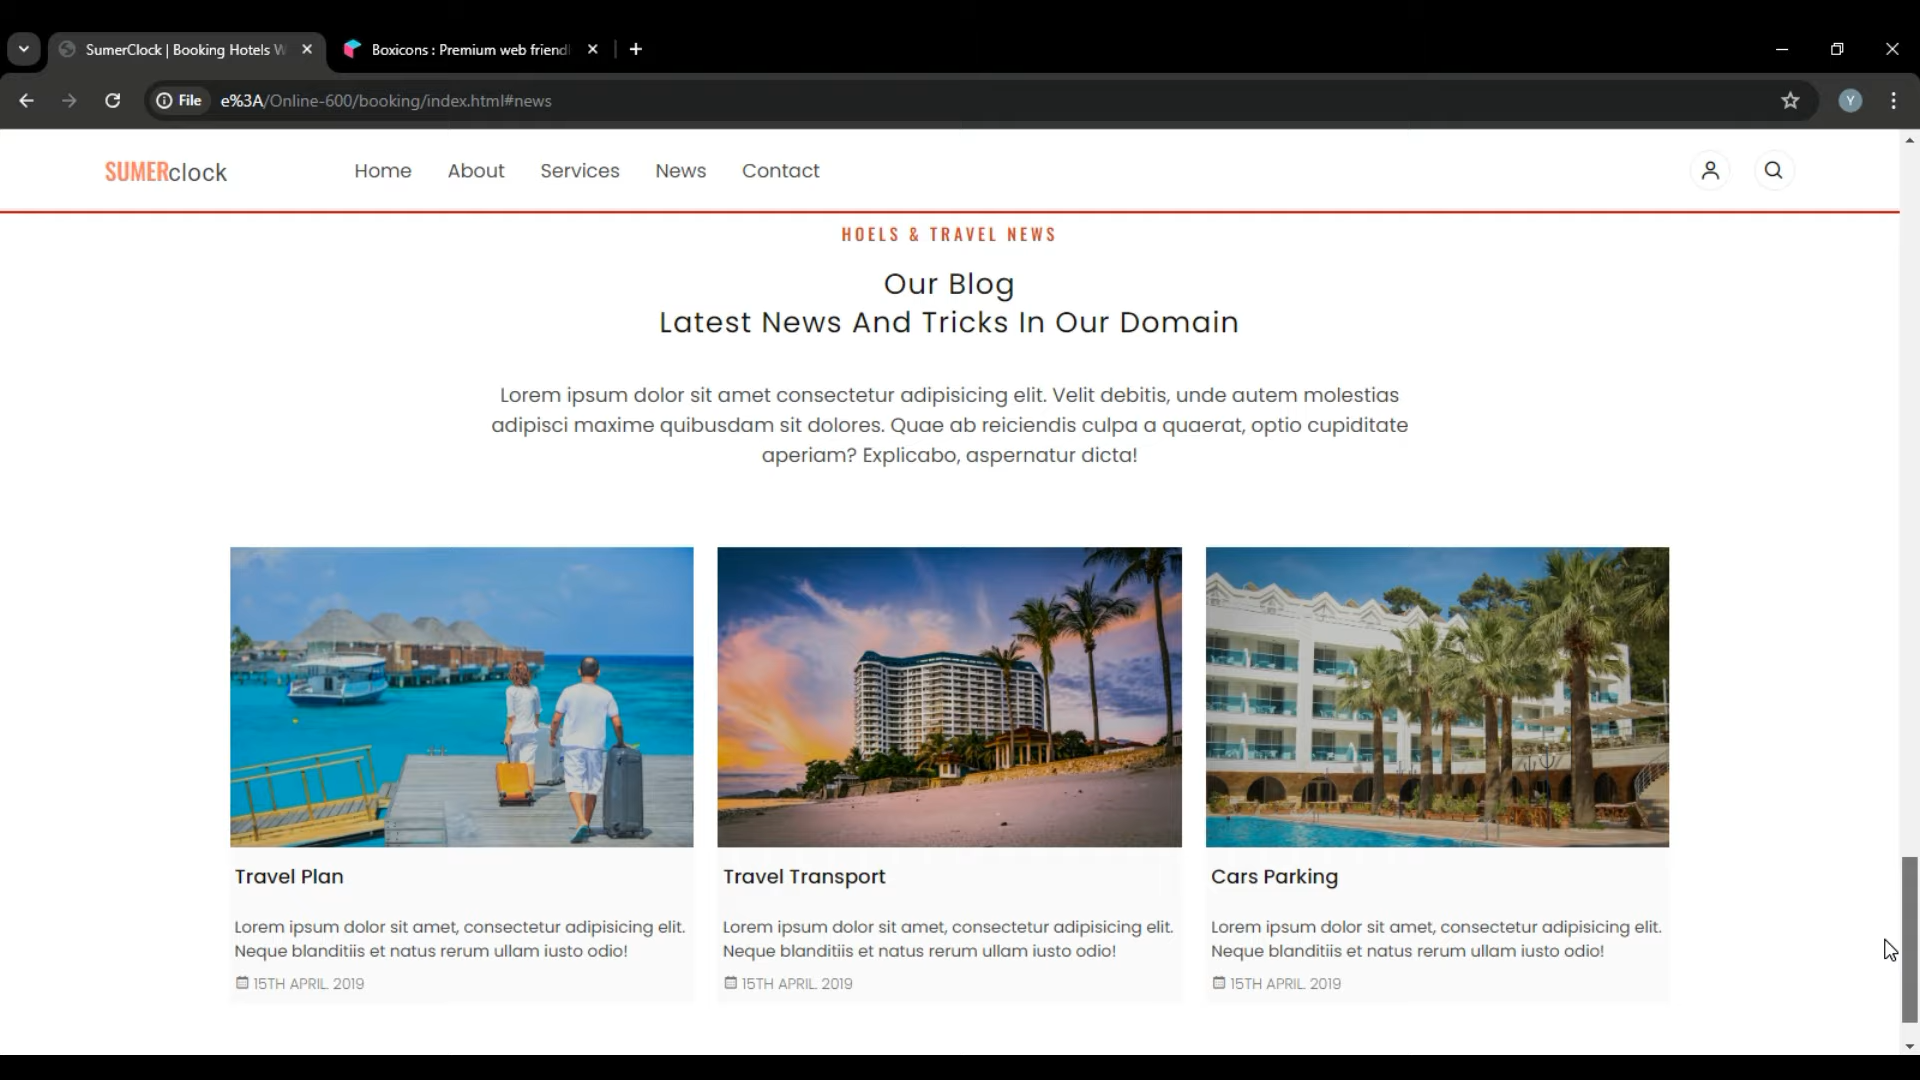 SumerClock | Booking Hotels W
Boxicons : Premium web friend
File e%3A/Online-600/booking/index.html#news
Y
SUMERclock
Home About Services News Contact
HOELS & TRAVEL NEWS
Our Blog
Latest News And Tricks In Our Domain
Lorem ipsum dolor sit amet consectetur adipisicing elit. Velit debitis, unde autem molestias
adipisci maxime quibusdam sit dolores. Quae ab reiciendis culpa a quaerat, optio cupiditate
aperiam? Explicabo, aspernatur dicta!
Travel Plan
Lorem ipsum dolor sit amet, consectetur adipisicing elit.
Neque blanditiis et natus rerum ullam iusto odio!
15TH APRIL. 2019
Travel Transport
Lorem ipsum dolor sit amet, consectetur adipisicing elit.
Neque blanditiis et natus rerum ullam iusto odio!
15TH APRIL. 2019
Cars Parking
Lorem ipsum dolor sit amet, consectetur adipisicing elit.
Neque blanditiis et natus rerum ullam iusto odio!
15TH APRIL. 2019